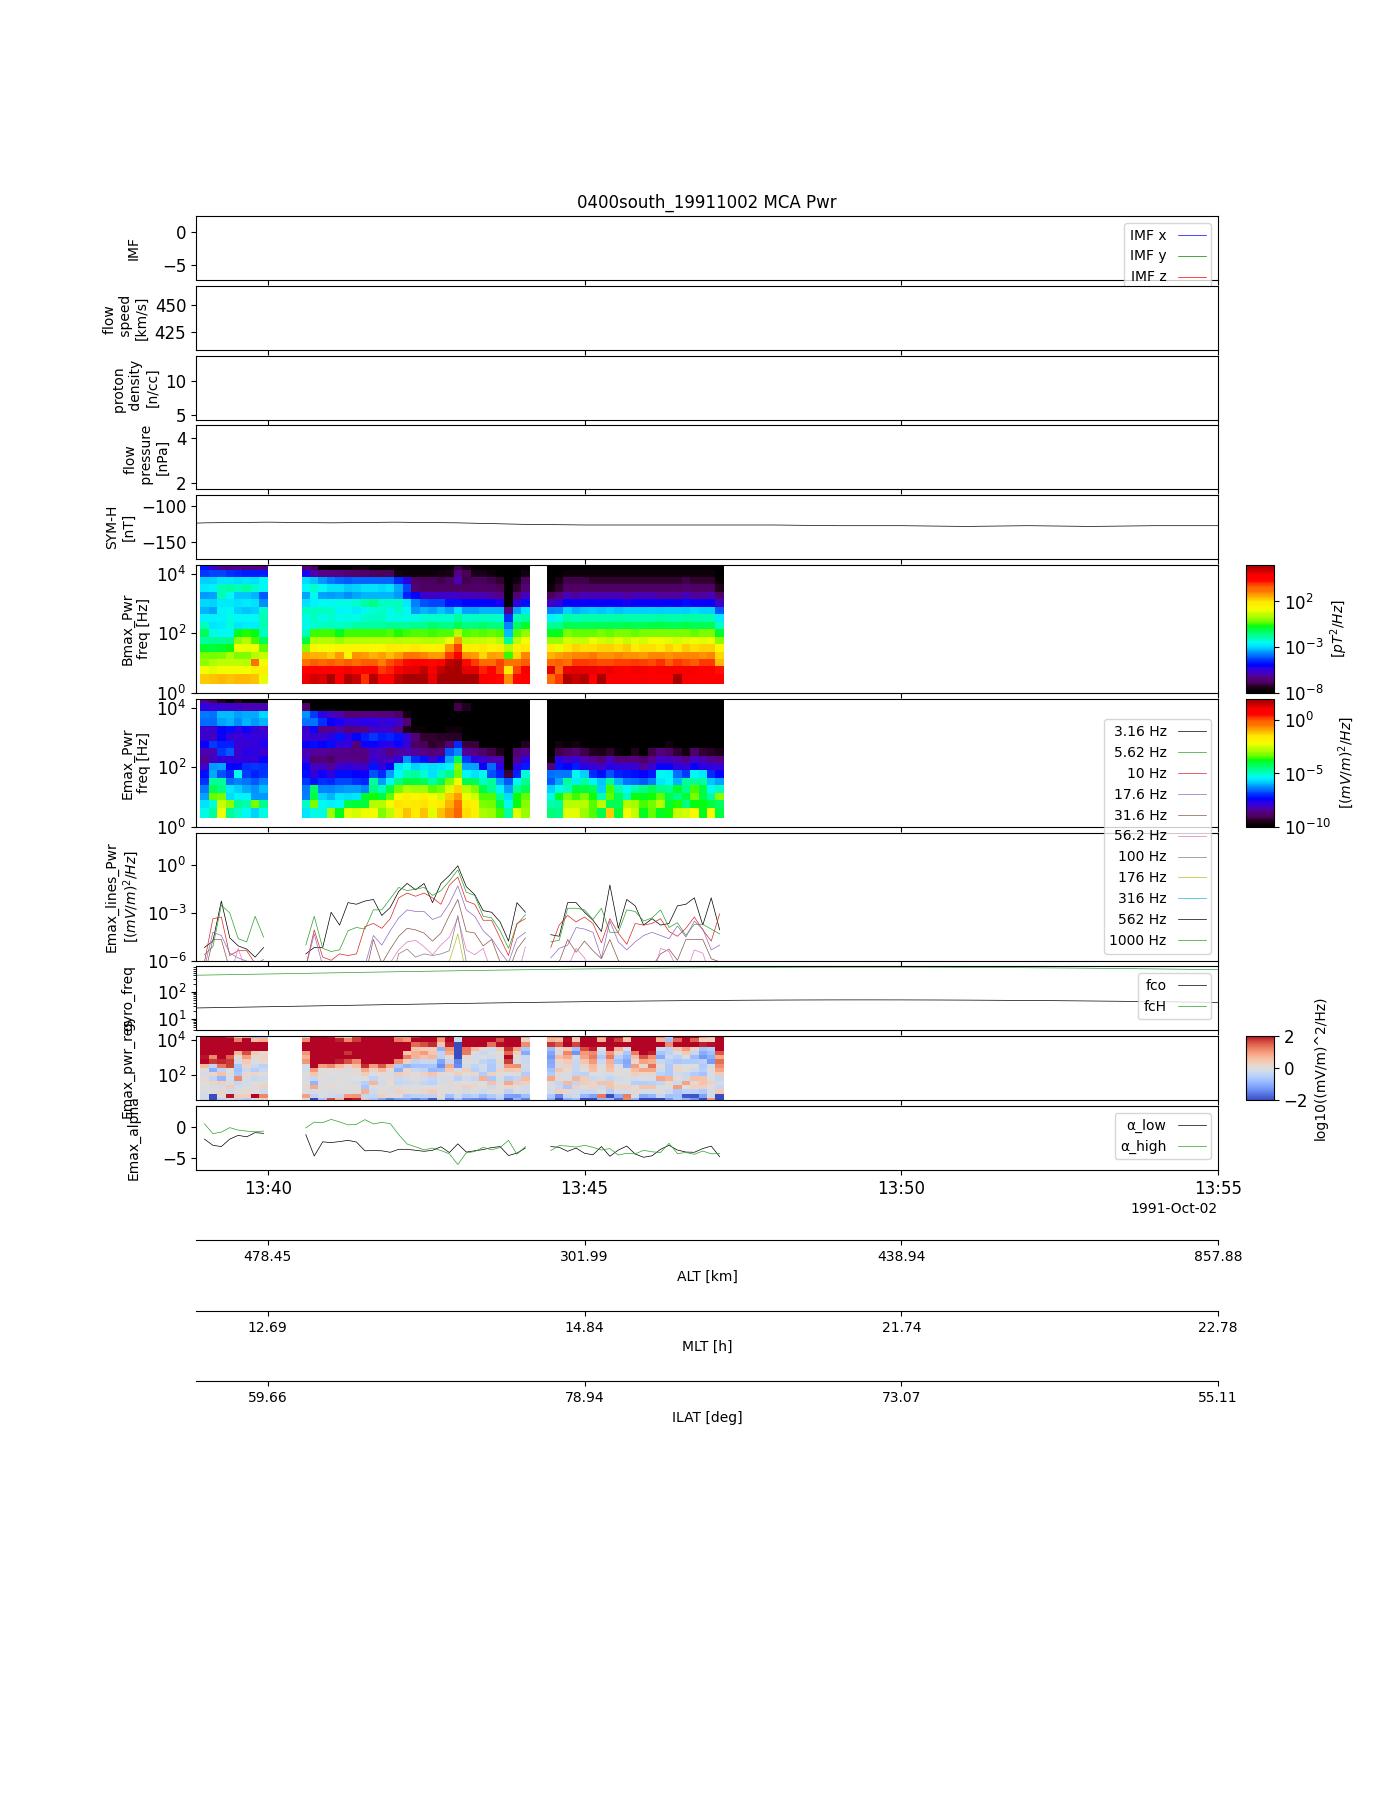 0400south_19911002 MCA Pwr
IMF
0
−5
IMF x
IMF y
IMF z
flow
speed
[km/s]
450
425
proton
density
[n/cc]
10
5
flow
pressure
[nPa]
4
2
SYM-H
[nT]
−100
−150
Bmax_Pwr
freq [Hz]
10^4
10^2
10^0
10^2
10^−3
10^−8
[pT^2/Hz]
Emax_Pwr
freq [Hz]
10^4
10^2
10^0
10^0
10^−5
10^−10
[(mV/m)^2/Hz]
3.16 Hz
5.62 Hz
10 Hz
17.6 Hz
31.6 Hz
56.2 Hz
100 Hz
176 Hz
316 Hz
562 Hz
1000 Hz
Emax_lines_Pwr
[(mV/m)^2/Hz]
10^0
10^−3
10^−6
gyro_freq
10^2
10^1
fco
fcH
Emax_pwr_reg
10^4
10^2
2
0
−2
log10((mV/m)^2/Hz)
Emax_alpha
0
−5
α_low
α_high
13:40 13:45 13:50 13:55
1991-Oct-02
478.45 301.99 438.94 857.88
ALT [km]
12.69 14.84 21.74 22.78
MLT [h]
59.66 78.94 73.07 55.11
ILAT [deg]